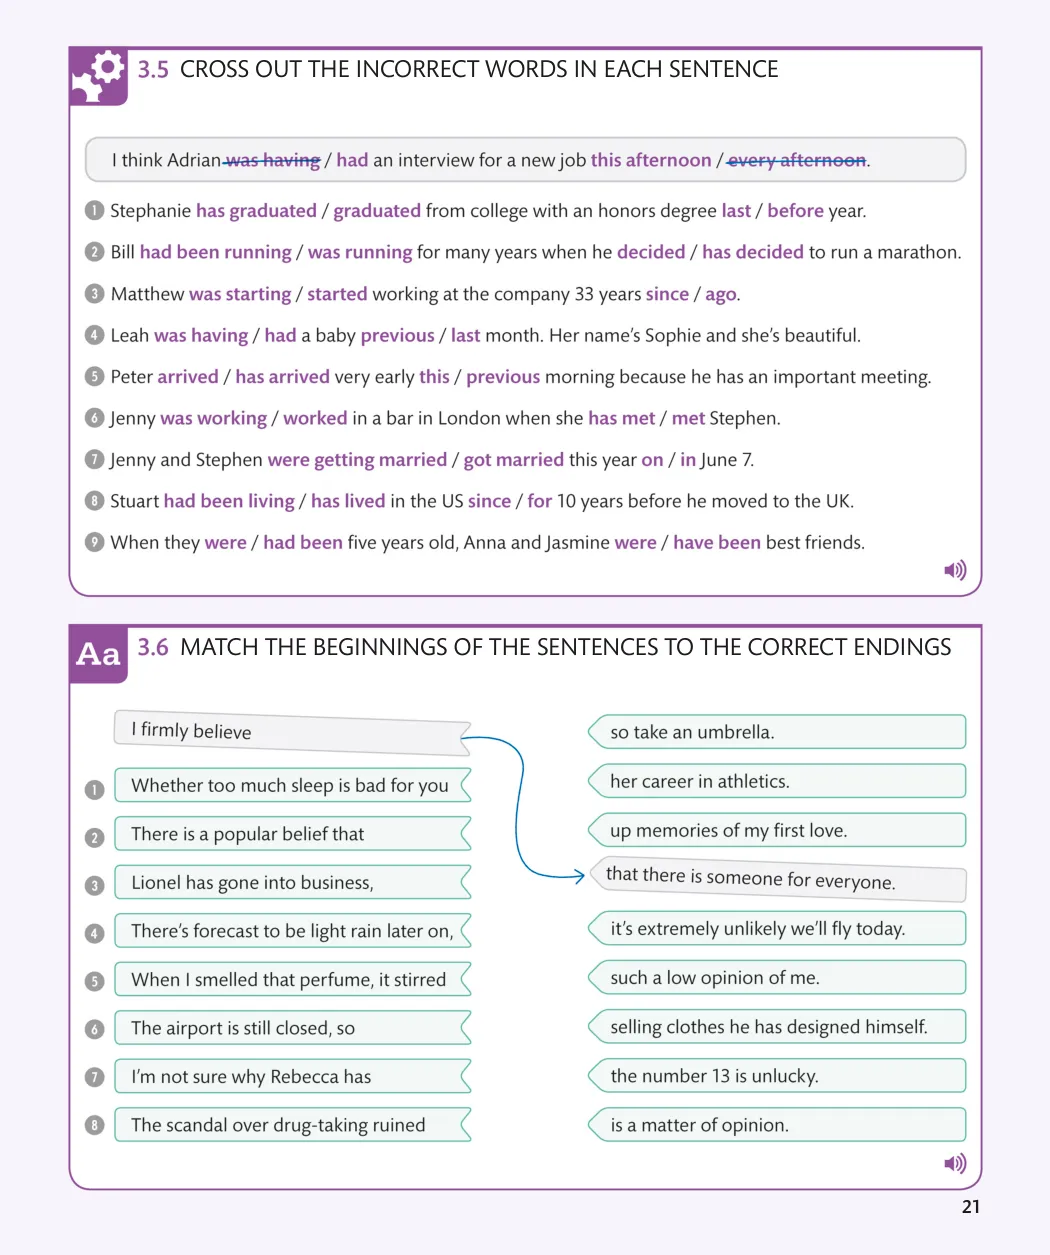 3.5 CROSS OUT THE INCORRECT WORDS IN EACH SENTENCE
I think Adrian was having / had an interview for a new job this afternoon / every afternoon.
1 Stephanie has graduated / graduated from college with an honors degree last / before year.
2 Bill had been running / was running for many years when he decided / has decided to run a marathon.
3 Matthew was starting / started working at the company 33 years since / ago.
4 Leah was having / had a baby previous / last month. Her name’s Sophie and she’s beautiful.
5 Peter arrived / has arrived very early this / previous morning because he has an important meeting.
6 Jenny was working / worked in a bar in London when she has met / met Stephen.
7 Jenny and Stephen were getting married / got married this year on / in June 7.
8 Stuart had been living / has lived in the US since / for 10 years before he moved to the UK.
9 When they were / had been five years old, Anna and Jasmine were / have been best friends.
Aa 3.6 MATCH THE BEGINNINGS OF THE SENTENCES TO THE CORRECT ENDINGS
I firmly believe
1 Whether too much sleep is bad for you
2 There is a popular belief that
3 Lionel has gone into business,
4 There’s forecast to be light rain later on,
5 When I smelled that perfume, it stirred
6 The airport is still closed, so
7 I’m not sure why Rebecca has
8 The scandal over drug-taking ruined
so take an umbrella.
her career in athletics.
up memories of my first love.
that there is someone for everyone.
it’s extremely unlikely we’ll fly today.
such a low opinion of me.
selling clothes he has designed himself.
the number 13 is unlucky.
is a matter of opinion.
21